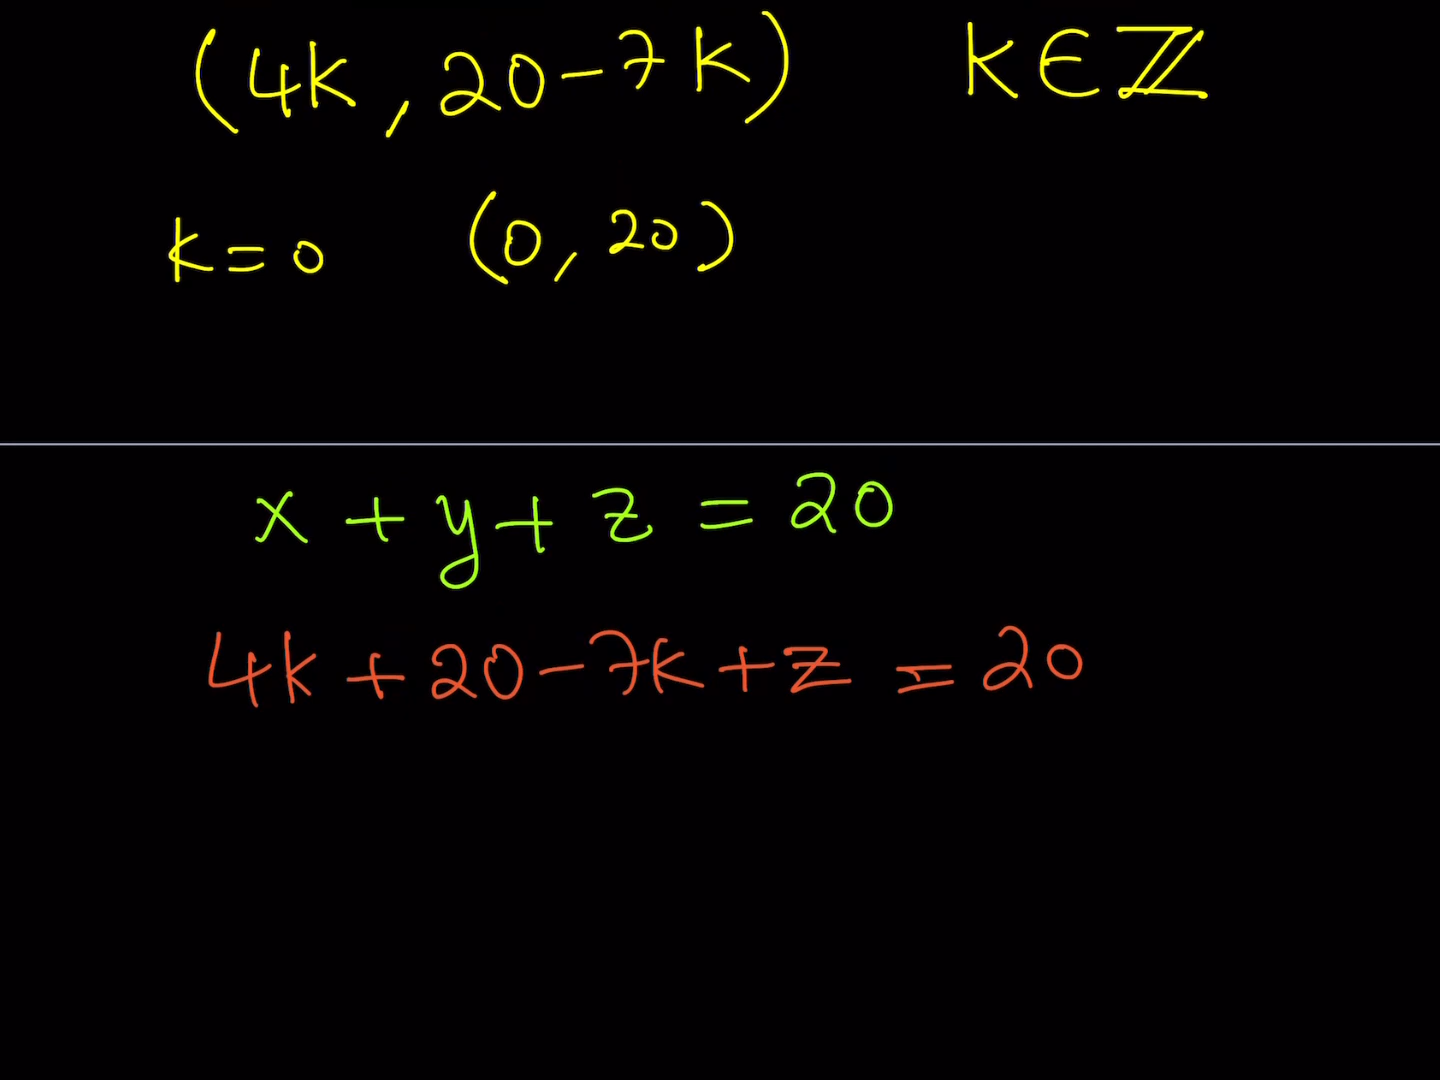 (4k, 20-7k) k∈ℤ
k=0 (0, 20)
x + y + z = 20
4k + 20 - 7k + z = 20